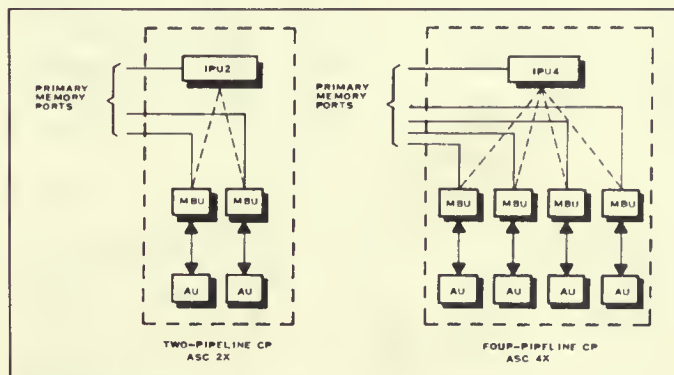 IPU2
PRIMARY
MEMORY
PORTS
MBU MBU
AU AU
TWO-PIPELINE CP
ASC 2X
IPU4
PRIMARY
MEMORY
PORTS
MBU MBU MBU MBU
AU AU AU AU
FOUR-PIPELINE CP
ASC 4X